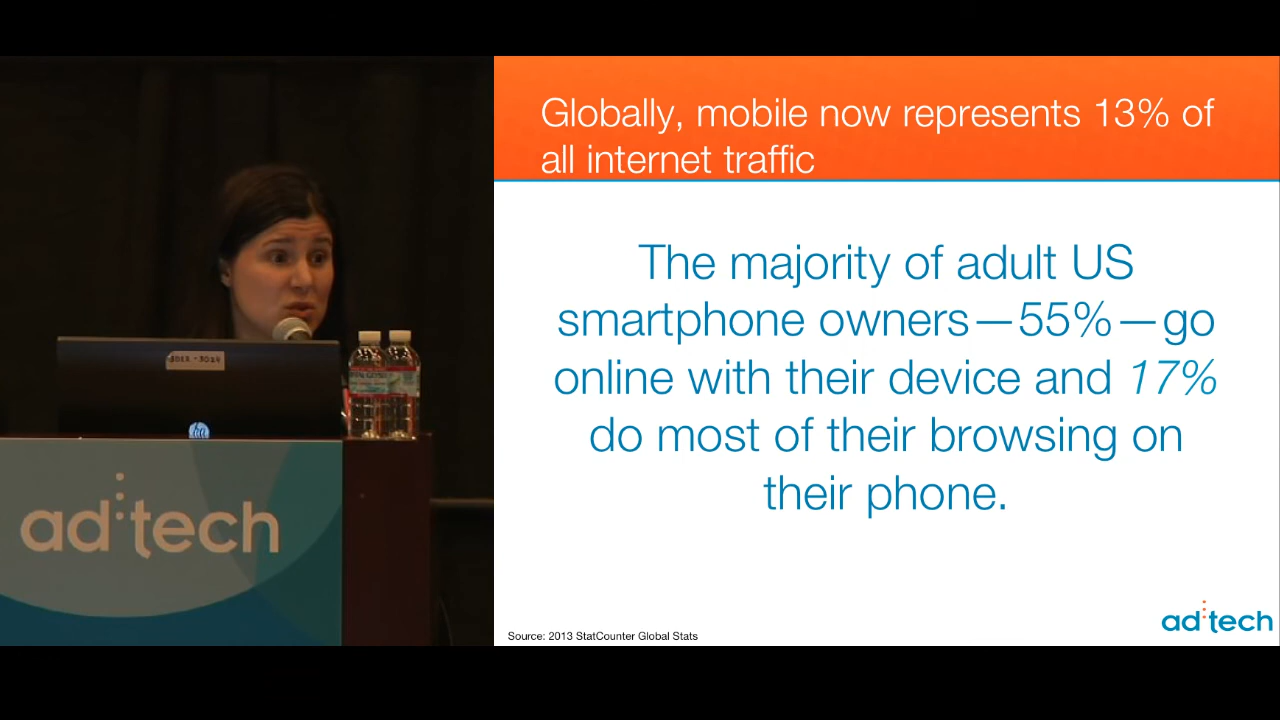 Globally, mobile now represents 13% of
all internet traffic
The majority of adult US
smartphone owners—55%—go
online with their device and 17%
do most of their browsing on
their phone.
Source: 2013 StatCounter Global Stats
ad:tech
hp
ad:tech